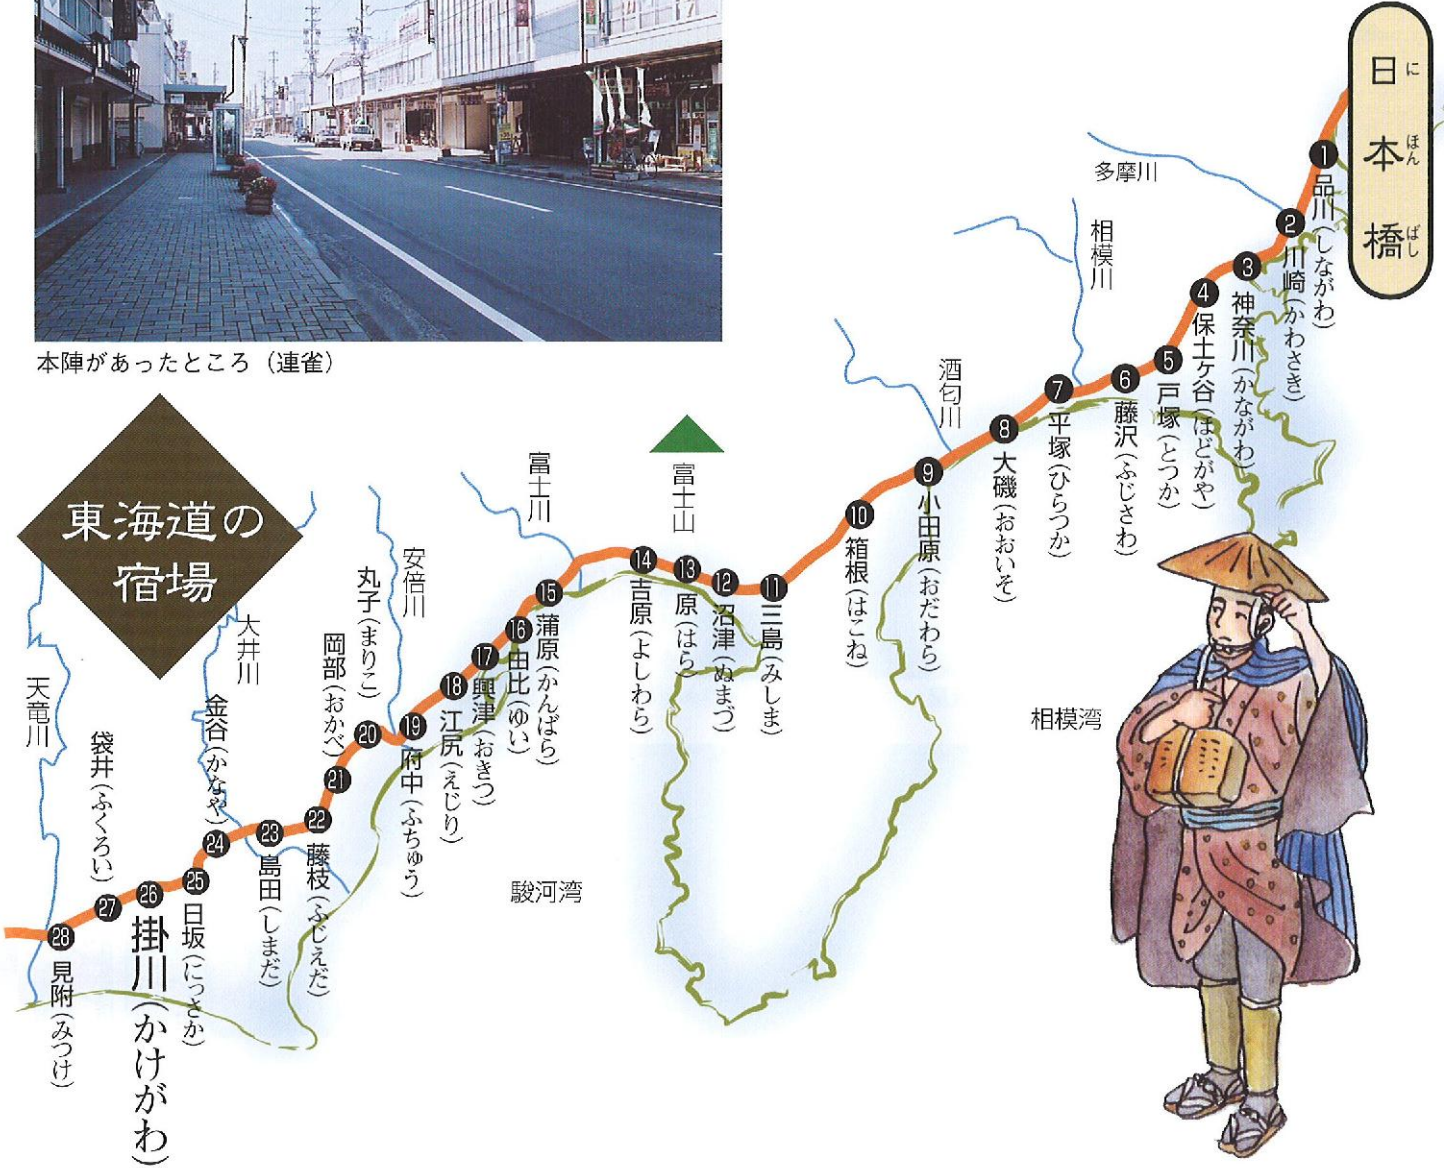 本陣があったところ（連雀）
東海道の
宿場
日本橋
にほんばし
1
品川（しながわ）
2
川崎（かわさき）
3
神奈川（かながわ）
4
保土ヶ谷（ほどがや）
5
戸塚（とつか）
6
藤沢（ふじさわ）
7
平塚（ひらつか）
8
大磯（おおいそ）
9
小田原（おだわら）
10
箱根（はこね）
11
三島（みしま）
12
沼津（ぬまづ）
13
原（はら）
14
吉原（よしわら）
15
蒲原（かんばら）
16
由比（ゆい）
17
興津（おきつ）
18
江尻（えじり）
19
府中（ふちゅう）
20
丸子（まりこ）
21
岡部（おかべ）
22
藤枝（ふじえだ）
23
島田（しまだ）
24
金谷（かなや）
25
日坂（にっさか）
26
掛川（かけがわ）
27
袋井（ふくろい）
28
見附（みつけ）
多摩川
相模川
酒匂川
富士山
富士川
安倍川
大井川
天竜川
相模湾
駿河湾